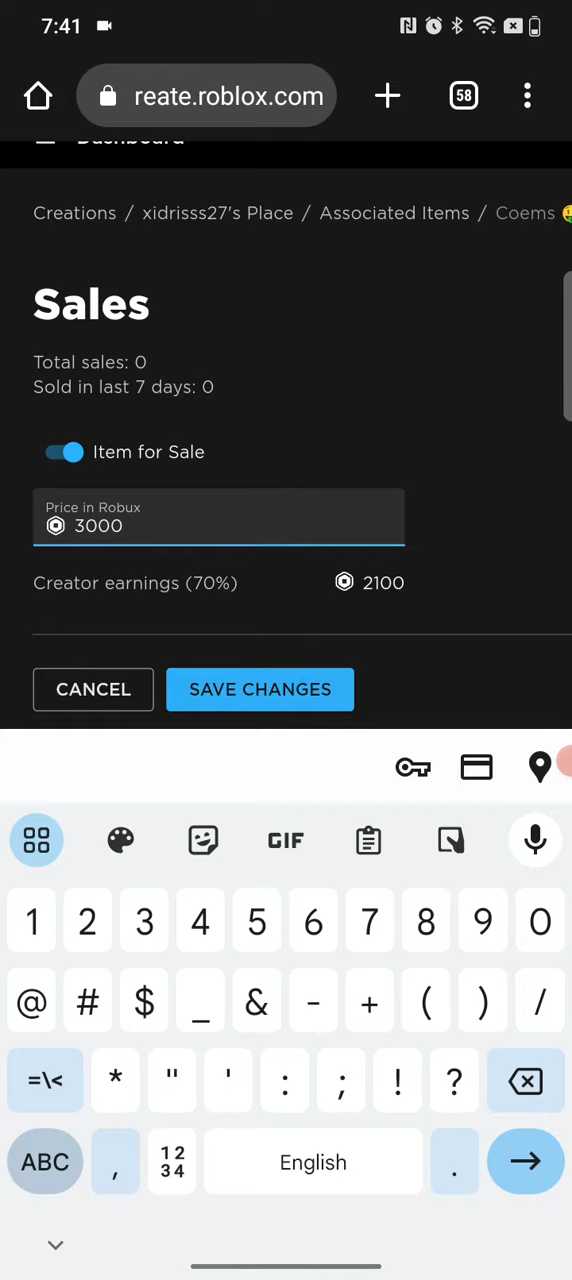 7:41
reate.roblox.com
58
Dashboard
Creations / xidrisss27's Place / Associated Items / Coems 🤑
Sales
Total sales: 0
Sold in last 7 days: 0
Item for Sale
Price in Robux
3000
Creator earnings (70%) 2100
CANCEL SAVE CHANGES
GIF
1 2 3 4 5 6 7 8 9 0
@ # $ _ & - + ( ) /
=\< * " ' : ; ! ?
ABC , 12 34 English .